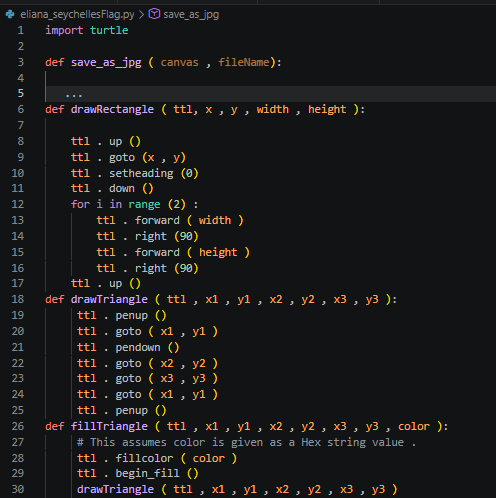 eliana_seychellesFlag.py > save_as_jpg
1 import turtle
2
3 def save_as_jpg ( canvas , fileName):
4
5 ...
6 def drawRectangle ( ttl, x , y , width , height ):
7
8 ttl . up ()
9 ttl . goto (x , y)
10 ttl . setheading (0)
11 ttl . down ()
12 for i in range (2) :
13 ttl . forward ( width )
14 ttl . right (90)
15 ttl . forward ( height )
16 ttl . right (90)
17 ttl . up ()
18 def drawTriangle ( ttl , x1 , y1 , x2 , y2 , x3 , y3 ):
19 ttl . penup ()
20 ttl . goto ( x1 , y1 )
21 ttl . pendown ()
22 ttl . goto ( x2 , y2 )
23 ttl . goto ( x3 , y3 )
24 ttl . goto ( x1 , y1 )
25 ttl . penup ()
26 def fillTriangle ( ttl , x1 , y1 , x2 , y2 , x3 , y3 , color ):
27 # This assumes color is given as a Hex string value .
28 ttl . fillcolor ( color )
29 ttl . begin_fill ()
30 drawTriangle ( ttl , x1 , y1 , x2 , y2 , x3 , y3 )